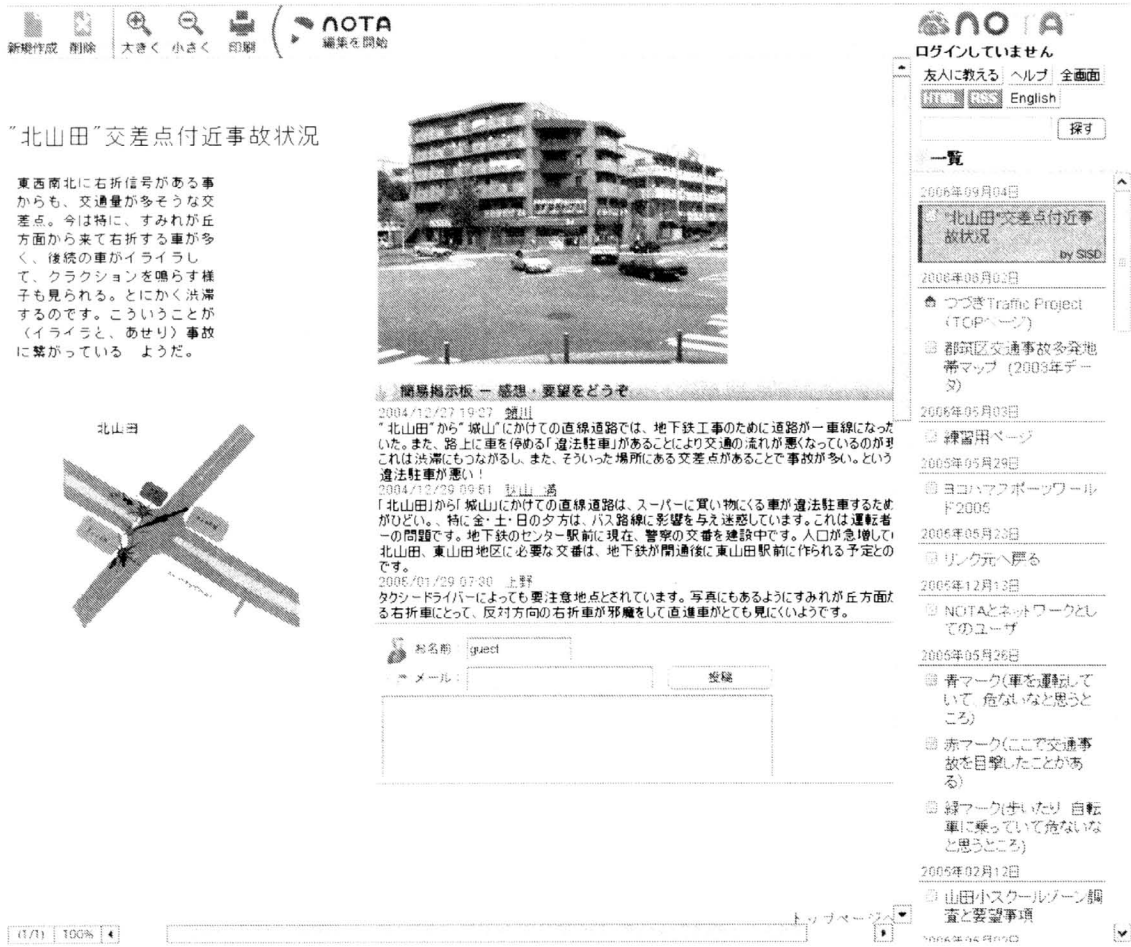 新規作成 削除 大きく 小さく 印刷
NOTA
編集を開始
"北山田"交差点付近事故状況
東西南北に右折信号がある事
からも、交通量が多そうな交
差点。今は特に、すみれが丘
方面から来て右折する車が多
く、後続の車がイライラし
て、クラクションを鳴らす様
子も見られる。とにかく渋滞
するのです。こういうことが
(イライラと、あせり)事故
に繋がっている ようだ。
北山田
簡易掲示板 − 感想・要望をどうぞ
2004/12/27 19:27 蜷川
"北山田"から"城山"にかけての直線道路では、地下鉄工事のために道路が一車線になった
いた。また、路上に車を停める「違法駐車」があることにより交通の流れが悪くなっているのが
これは渋滞にもつながるし、また、そういった場所にある交差点があることで事故が多い。という
違法駐車が悪い!
2004/12/29 09:51 秋山 満
「北山田」から「城山」にかけての直線道路は、スーパーに買い物にくる車が違法駐車するため
がひどい。、特に金・土・日の夕方は、バス路線に影響を与え迷惑しています。これは運転者
ーの問題です。地下鉄のセンター駅前に現在、警察の交番を建設中です。人口が急増して
北山田、東山田地区に必要な交番は、地下鉄が開通後に東山田駅前に作られる予定との
です。
2005/01/29 07:30 上野
タクシードライバーによっても要注意地点とされています。写真にもあるようにすみれが丘方面
る右折車にとって、反対方向の右折車が邪魔をして直進車がとても見にくいようです。
お名前: guest
メール: 投稿
トップページへ
(1/1) 100%
NOTA
ログインしていません
友人に教える ヘルプ 全画面
HTML RSS English
探す
一覧
2006年09月04日
"北山田"交差点付近事
故状況
by SISD
2006年06月02日
つづきTraffic Project
(TOPページ)
都筑区交通事故多発地
帯マップ (2003年デー
タ)
2006年05月03日
練習用ページ
2005年05月29日
ヨコハマスポーツワール
ド2005
2006年05月23日
リンク元へ戻る
2005年12月13日
NOTAとネットワークとし
てのユーザ
2005年05月26日
青マーク(車を運転して
いて、危ないなと思うと
ころ)
赤マーク(ここで交通事
故を目撃したことがあ
る)
緑マーク(歩いたり 自転
車に乗っていて危ないな
と思うところ)
2005年02月12日
山田小スクールゾーン調
査と要望事項